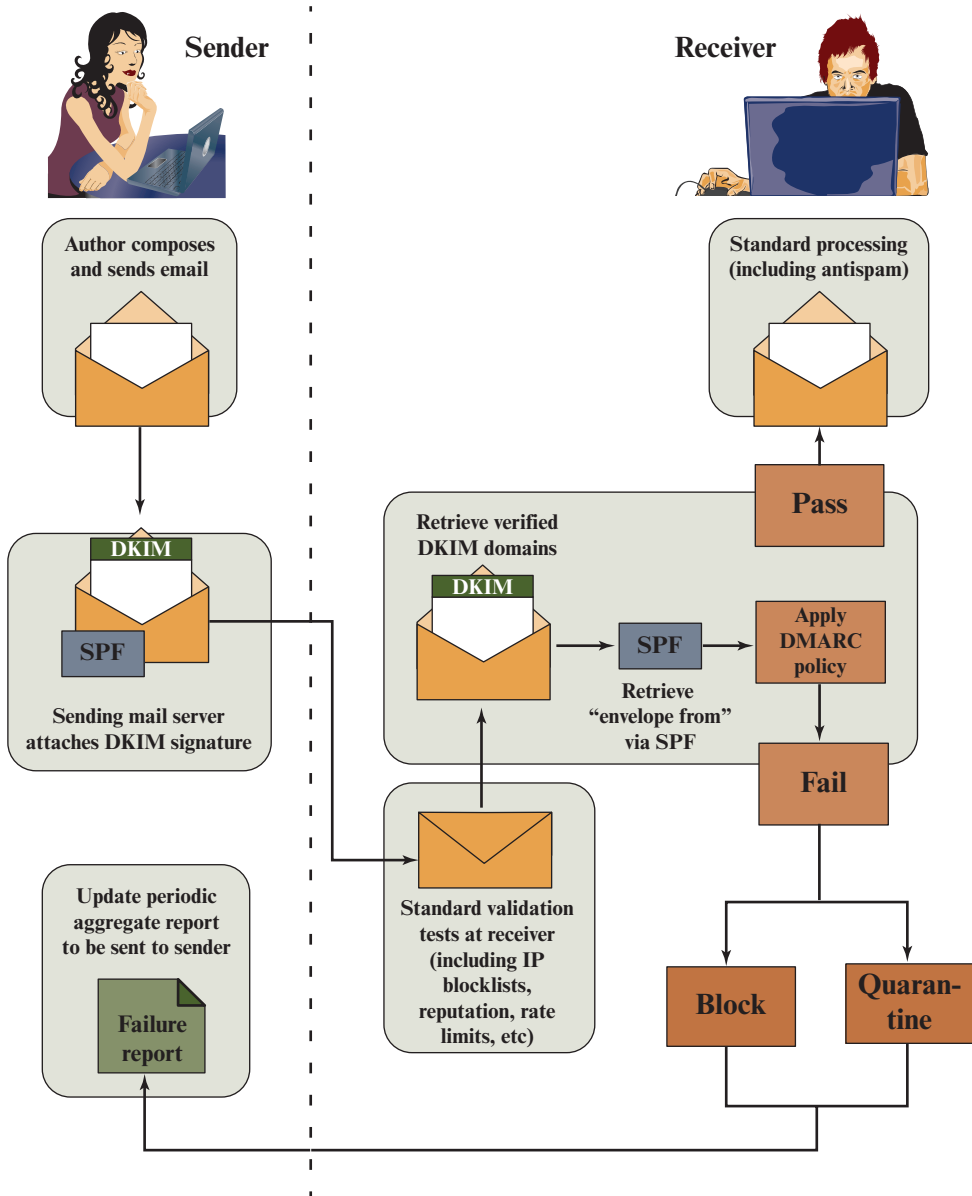 Sender
Receiver
Author composes
and sends email
Standard processing
(including antispam)
Pass
DKIM
SPF
Sending mail server
attaches DKIM signature
Retrieve verified
DKIM domains
DKIM
SPF
Retrieve
“envelope from”
via SPF
Apply
DMARC
policy
Fail
Standard validation
tests at receiver
(including IP
blocklists,
reputation, rate
limits, etc)
Block
Quaran-
tine
Update periodic
aggregate report
to be sent to sender
Failure
report